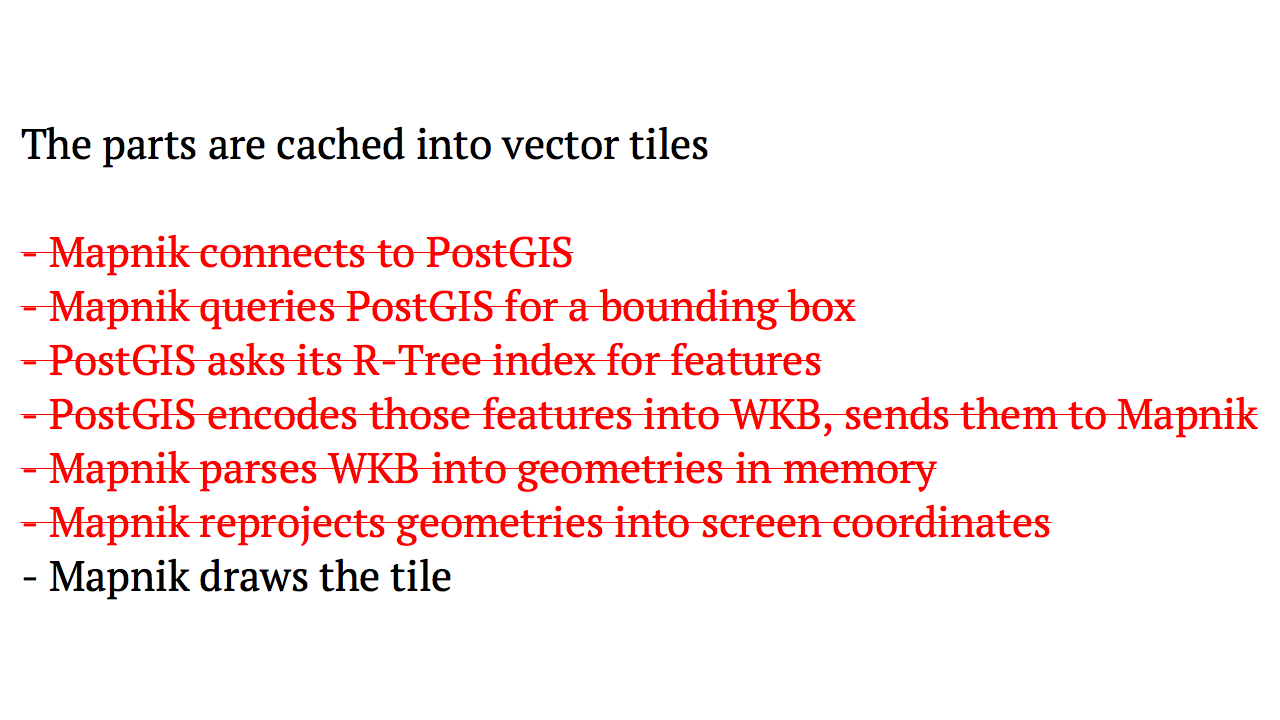 The parts are cached into vector tiles
- Mapnik connects to PostGIS
- Mapnik queries PostGIS for a bounding box
- PostGIS asks its R-Tree index for features
- PostGIS encodes those features into WKB, sends them to Mapnik
- Mapnik parses WKB into geometries in memory
- Mapnik reprojects geometries into screen coordinates
- Mapnik draws the tile